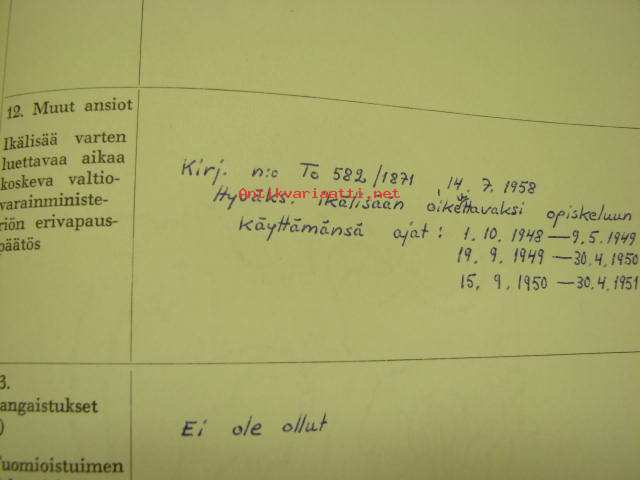 12. Muut ansiot
Ikälisää varten
luettavaa aikaa
koskeva valtio-
varainministe-
riön erivapaus-
päätös
Kirj. n:o To 582/1871, 14. 7. 1958
Hyväks. ikälisään oikeuttavaksi opiskeluun
käyttämänsä ajat: 1. 10. 1948 — 9. 5. 1949
19. 9. 1949 — 30. 4. 1950
15. 9. 1950 — 30. 4. 1951
Antikvariaatti.net
3.
angaistukset
)
uomioistuimen
Ei ole ollut